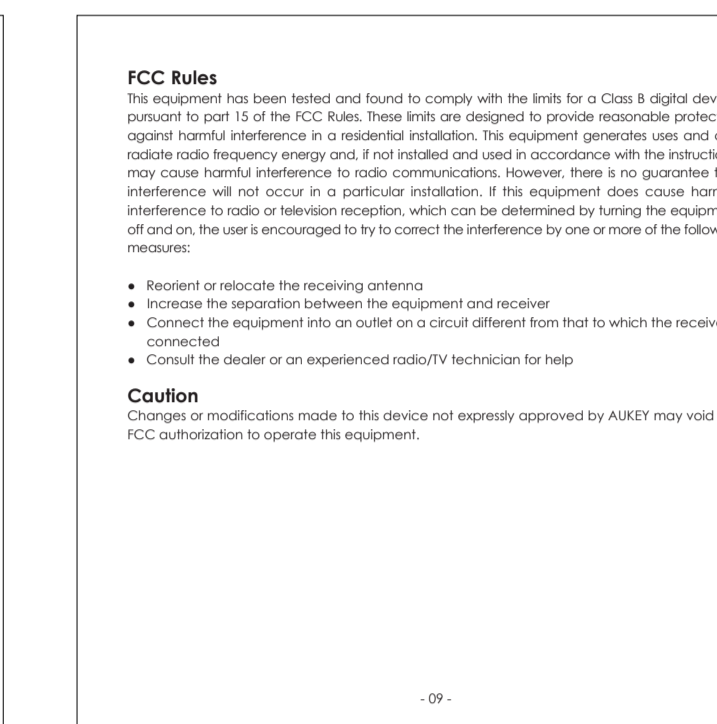 FCC Rules
This equipment has been tested and found to comply with the limits for a Class B digital dev
pursuant to part 15 of the FCC Rules. These limits are designed to provide reasonable protec
against harmful interference in a residential installation. This equipment generates uses and
radiate radio frequency energy and, if not installed and used in accordance with the instructi
may cause harmful interference to radio communications. However, there is no guarantee t
interference will not occur in a particular installation. If this equipment does cause harr
interference to radio or television reception, which can be determined by turning the equipm
off and on, the user is encouraged to try to correct the interference by one or more of the follow
measures:
● Reorient or relocate the receiving antenna
● Increase the separation between the equipment and receiver
● Connect the equipment into an outlet on a circuit different from that to which the receiv
connected
● Consult the dealer or an experienced radio/TV technician for help
Caution
Changes or modifications made to this device not expressly approved by AUKEY may void
FCC authorization to operate this equipment.
- 09 -